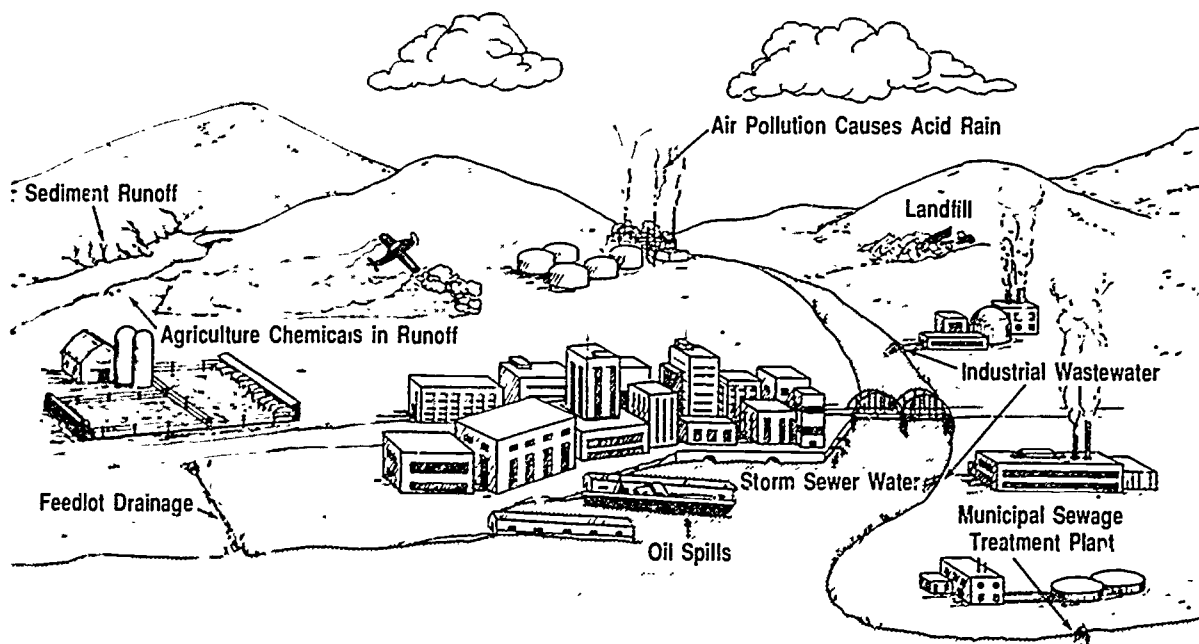 Air Pollution Causes Acid Rain
Sediment Runoff
Landfill
Agriculture Chemicals in Runoff
Industrial Wastewater
Storm Sewer Water
Feedlot Drainage
Municipal Sewage
Treatment Plant
Oil Spills